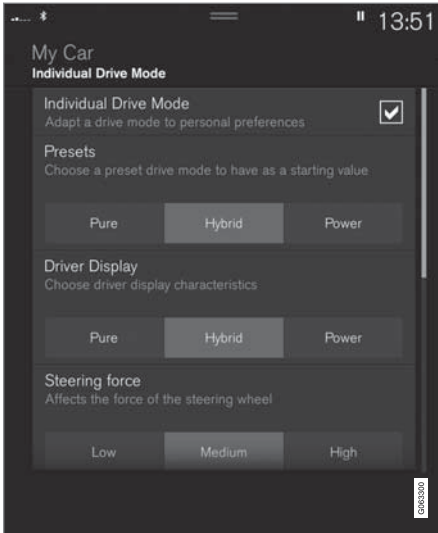 13:51
My Car
Individual Drive Mode
Individual Drive Mode
Adapt a drive mode to personal preferences
Presets
Choose a preset drive mode to have as a starting value
Pure Hybrid Power
Driver Display
Choose driver display characteristics
Pure Hybrid Power
Steering force
Affects the force of the steering wheel
Low Medium High
G063300